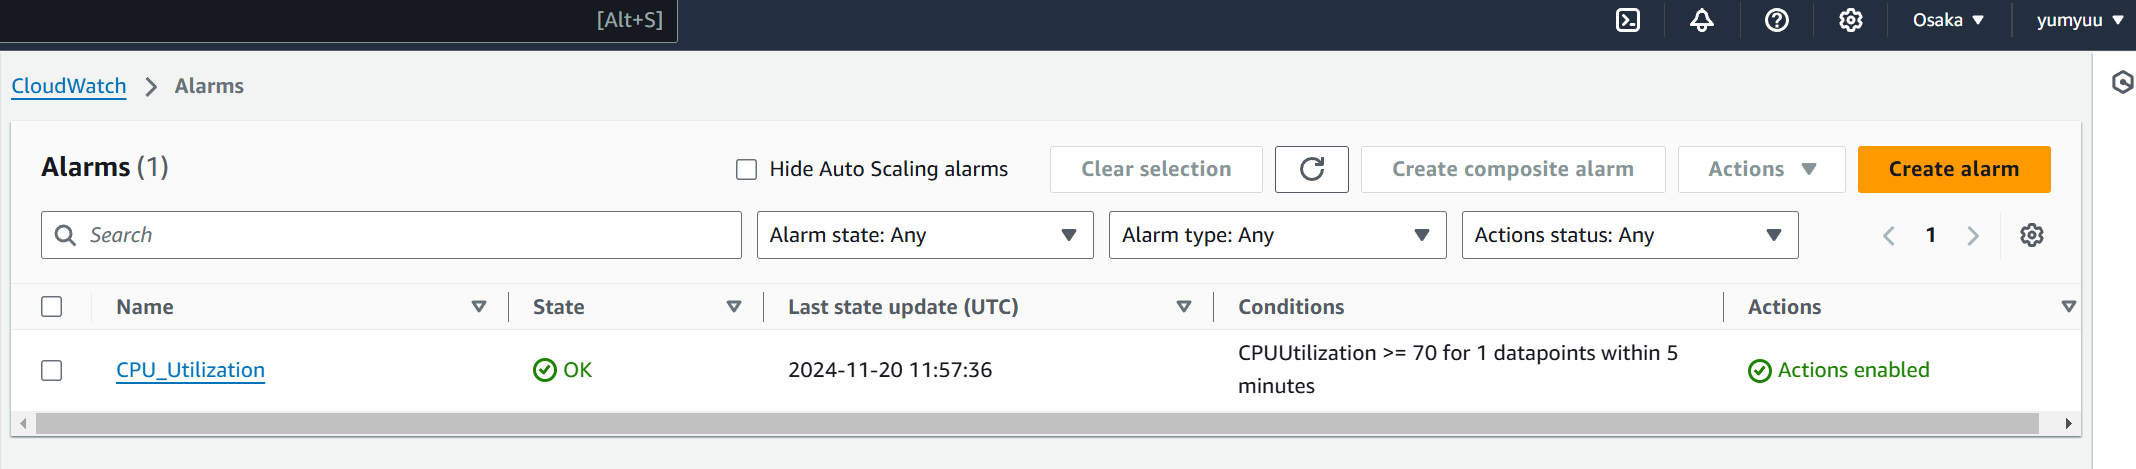 [Alt+S]
Osaka
yumyuu
CloudWatch
Alarms
Alarms (1)
Hide Auto Scaling alarms
Clear selection
Create composite alarm
Actions
Create alarm
Search
Alarm state: Any
Alarm type: Any
Actions status: Any
1
Name
State
Last state update (UTC)
Conditions
Actions
CPU_Utilization
OK
2024-11-20 11:57:36
CPUUtilization >= 70 for 1 datapoints within 5
minutes
Actions enabled